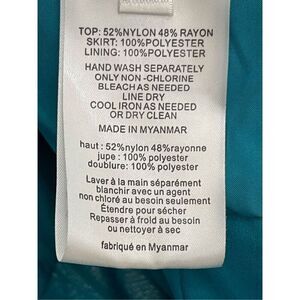 TOP: 52%NYLON 48% RAYON
SKIRT: 100%POLYESTER
LINING: 100%POLYESTER
HAND WASH SEPARATELY
ONLY NON -CHLORINE
BLEACH AS NEEDED
LINE DRY
COOL IRON AS NEEDED
OR DRY CLEAN
MADE IN MYANMAR
haut : 52%nylon 48%rayonne
jupe : 100% polyester
doublure: 100% polyester
Laver à la main séparément
blanchir avec un agent
non chloré au besoin seulement
Étendre pour sécher
Repasser à froid au besoin
ou nettoyer à sec
fabriqué en Myanmar